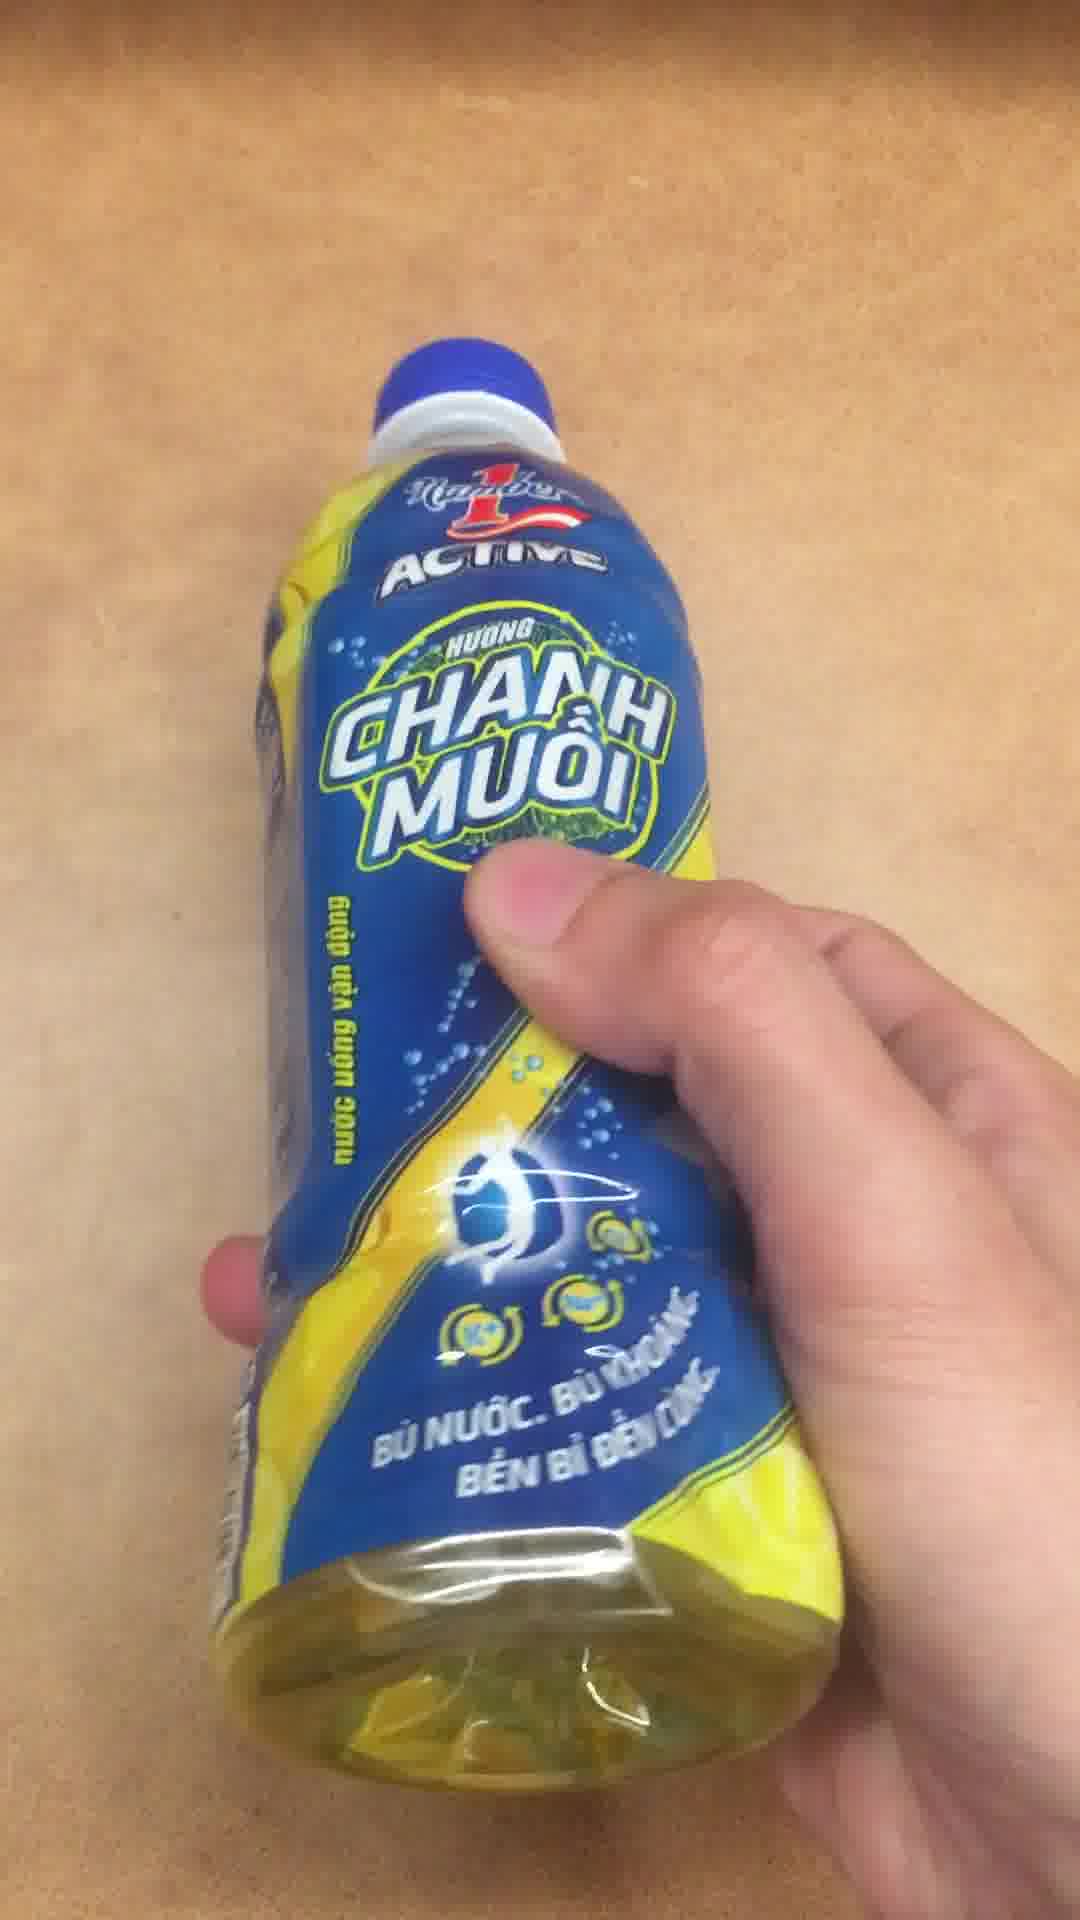 Number 1
ACTIVE
HƯƠNG
CHANH
MUỐI
nước uống vận động
K+
BÙ NƯỚC. BÙ KHOÁNG.
BỀN BỈ ĐẾN CÙNG.